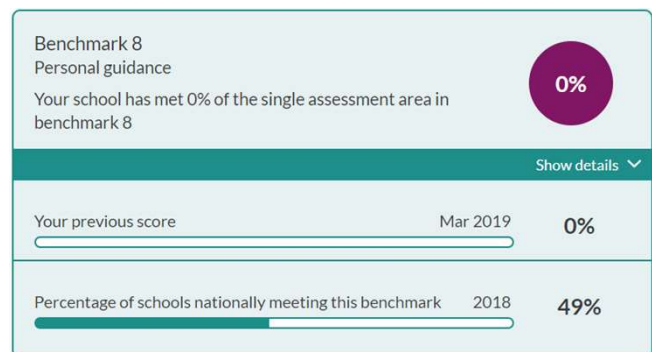 Benchmark 8
Personal guidance
0%
Your school has met 0% of the single assessment area in
benchmark 8
Show details
Your previous score Mar 2019 0%
Percentage of schools nationally meeting this benchmark 2018 49%